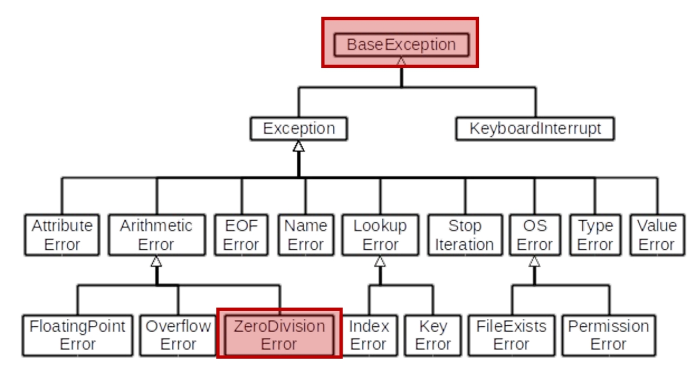 BaseException
Exception
KeyboardInterrupt
Attribute
Error
Arithmetic
Error
EOF
Error
Name
Error
Lookup
Error
Stop
Iteration
OS
Error
Type
Error
Value
Error
FloatingPoint
Error
Overflow
Error
ZeroDivision
Error
Index
Error
Key
Error
FileExists
Error
Permission
Error